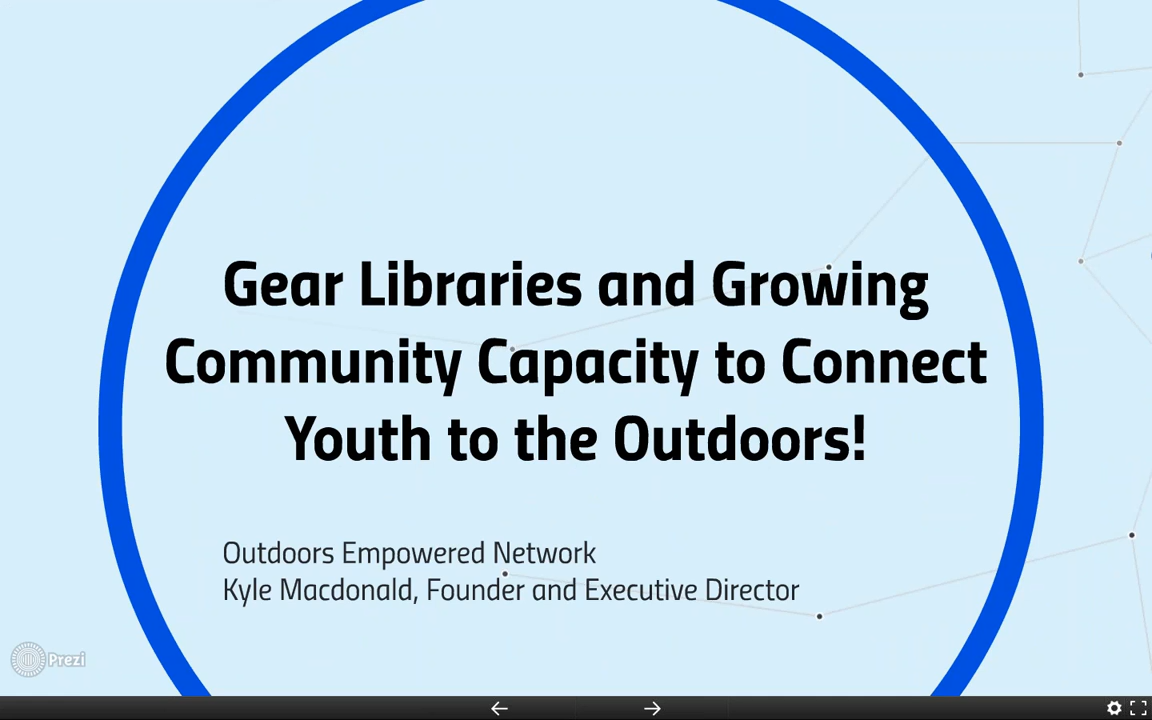 Gear Libraries and Growing
Community Capacity to Connect
Youth to the Outdoors!
Outdoors Empowered Network
Kyle Macdonald, Founder and Executive Director
Prezi